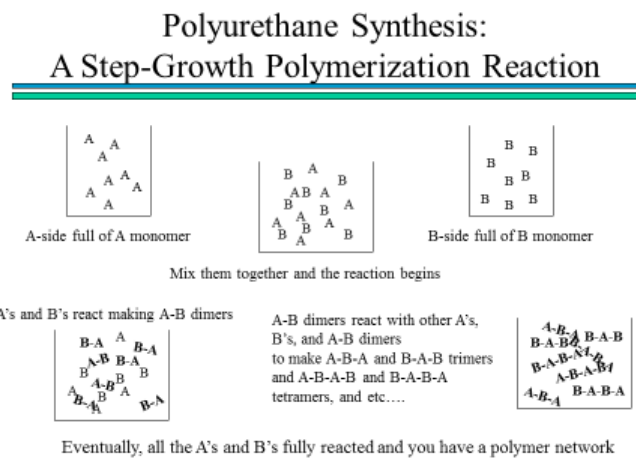 Polyurethane Synthesis:
A Step-Growth Polymerization Reaction
A
A
A
A
A
A
A
A
B
A
B
A B A
B
B
A
A
A
B
B
A
A
B
B
B
B
B
B
B
B
B
A-side full of A monomer
B-side full of B monomer
Mix them together and the reaction begins
A's and B's react making A-B dimers
A-B dimers react with other A's,
B's, and A-B dimers
to make A-B-A and B-A-B trimers
and A-B-A-B and B-A-B-A
tetramers, and etc....
B-A
A
B-A
A-B
B-A
B
B
A-B
B
A
A
B
B-A
A
B-A
A-B-A
B-A-B
B-A-B
B-A-B-A
A-B-A-B
A-B-A
B-A-B-A
Eventually, all the A's and B's fully reacted and you have a polymer network